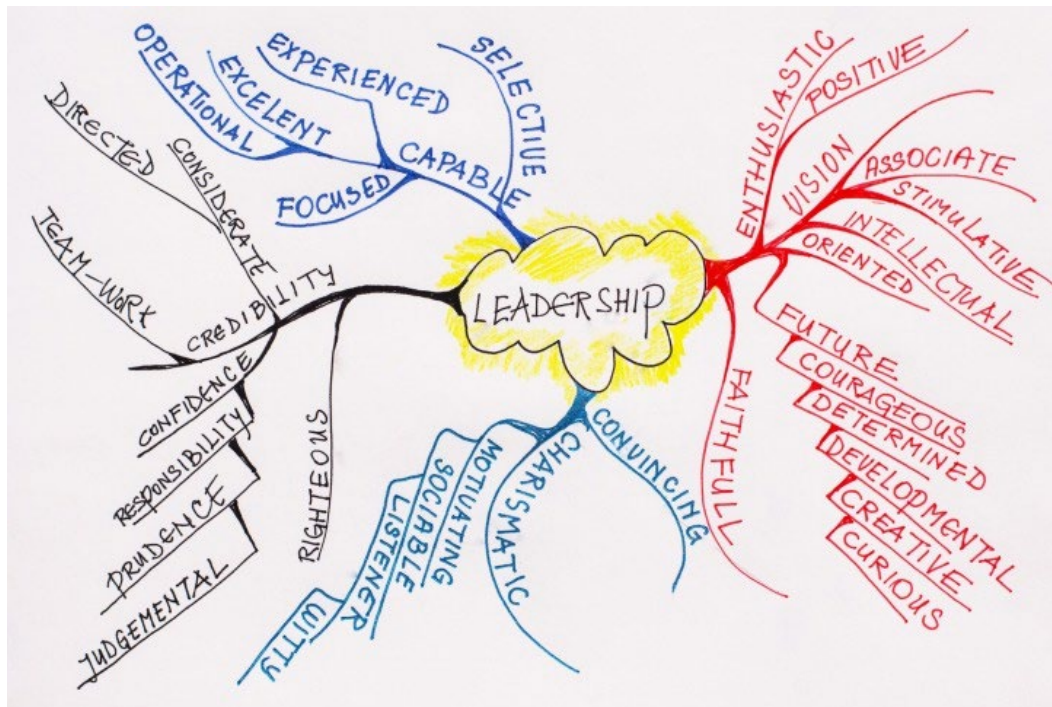 LEADERSHIP
SELECTIVE
EXPERIENCED
EXCELENT
OPERATIONAL
CAPABLE
FOCUSED
DIRECTED
CONSIDERATE
TEAM-WORK
CREDIBILITY
CONFIDENCE
RESPONSIBILITY
PRUDENCE
JUDGEMENTAL
RIGHTEOUS
CONVINCING
CHARISMATIC
MOTIVATING
SOCIABLE
LISTENER
WITTY
ENTHUSIASTIC
POSITIVE
VISION
ASSOCIATE
STIMULATIVE
INTELLECTUAL
ORIENTED
FUTURE
COURAGEOUS
DETERMINED
DEVELOPMENTAL
CREATIVE
CURIOUS
FAITHFULL